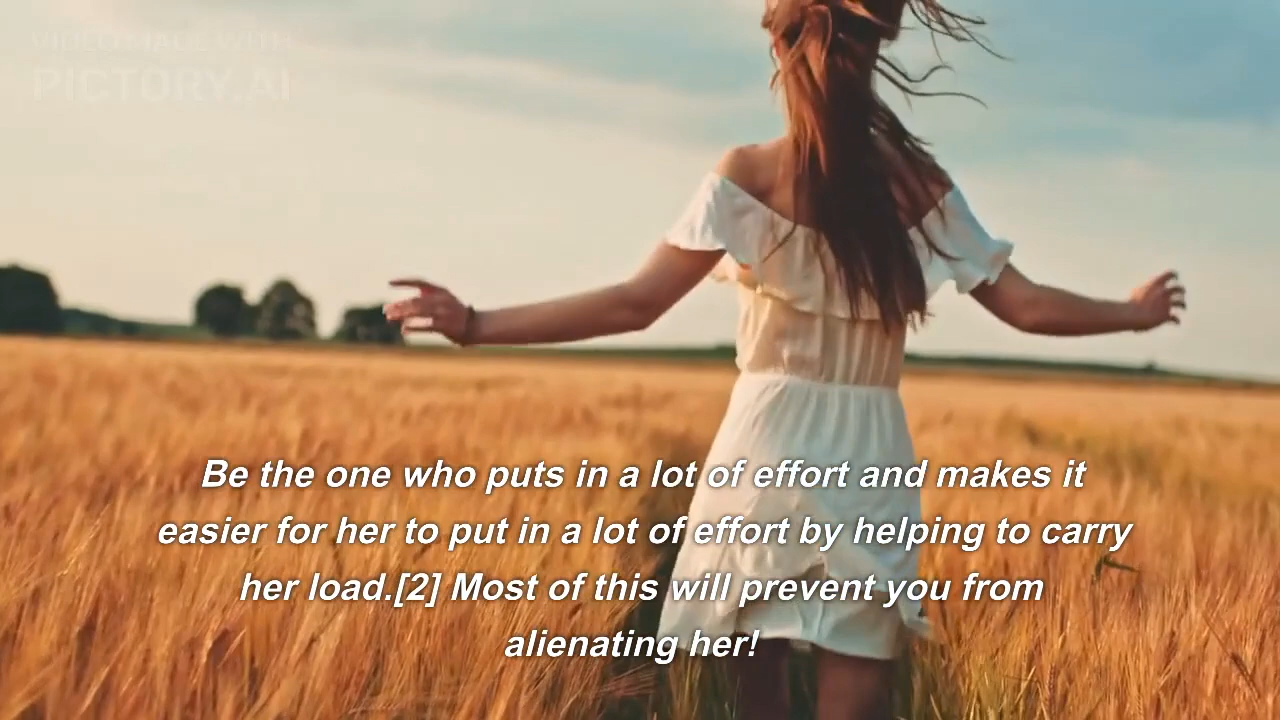 VIDEO MADE WITH
PICTORY.AI
Be the one who puts in a lot of effort and makes it
easier for her to put in a lot of effort by helping to carry
her load.[2] Most of this will prevent you from
alienating her!